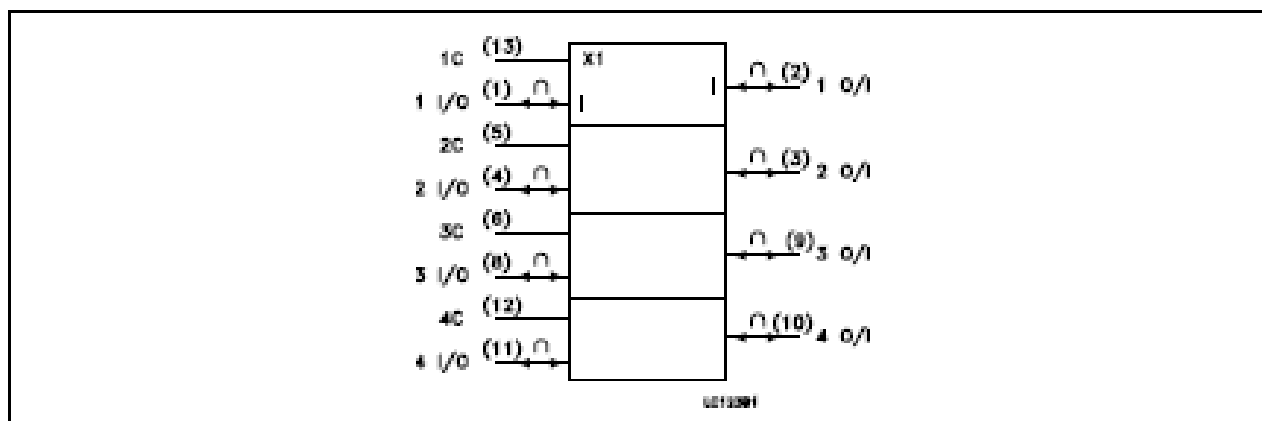 1C (13) X1
∩ (2) 1 O/I
1 I/O (1) ∩ I I
2C (5)
∩ (3) 2 O/I
2 I/O (4) ∩
3C (6)
∩ (9) 3 O/I
3 I/O (8) ∩
4C (12)
∩ (10) 4 O/I
4 I/O (11) ∩